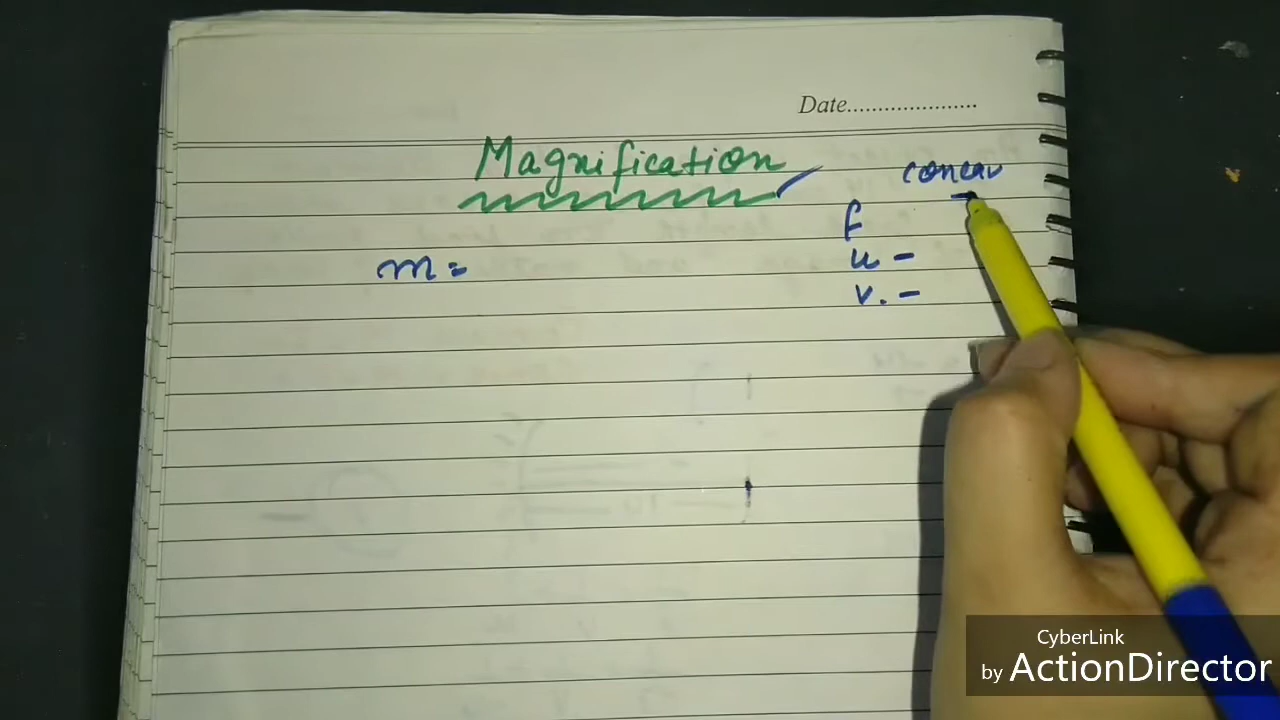 Date....................
Magnification
concav
f
m =
u -
v. -
CyberLink
by ActionDirector